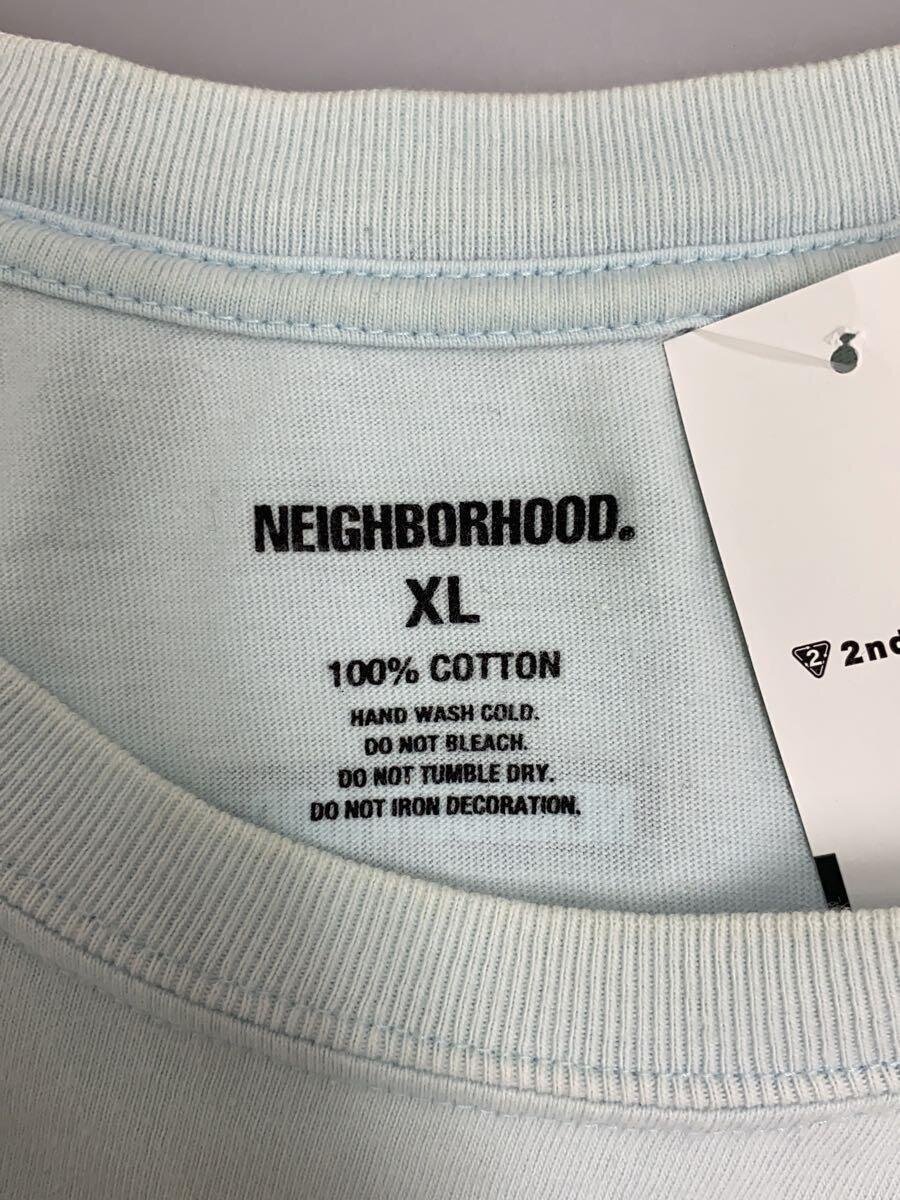 NEIGHBORHOOD®
XL
100% COTTON
HAND WASH COLD.
DO NOT BLEACH.
DO NOT TUMBLE DRY.
DO NOT IRON DECORATION.
2 2nd